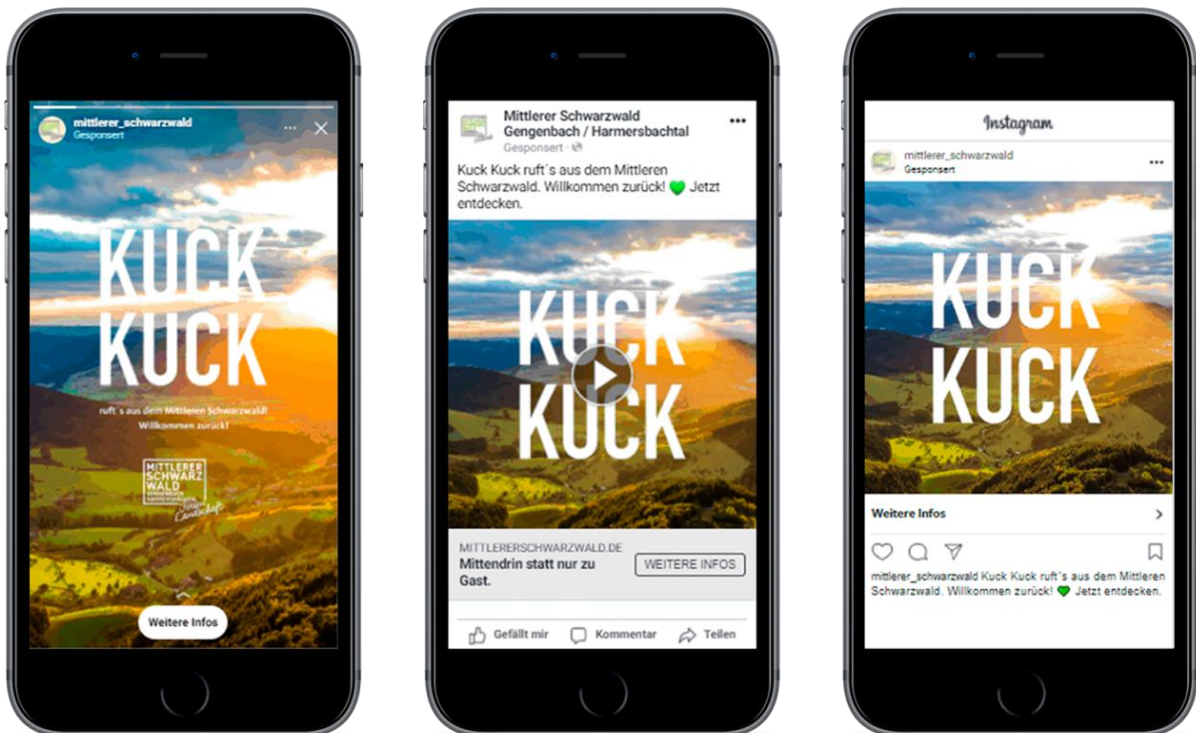 mittlerer_schwarzwald
Gesponsert
KUCK
KUCK
ruft´s aus dem Mittleren Schwarzwald!
Willkommen zurück!
MITTLERER
SCHWARZ
WALD
GENGENBACH
HARMERSBACHTAL
Landschaft
Weitere Infos
Mittlerer Schwarzwald
Gengenbach / Harmersbachtal
Gesponsert ·
Kuck Kuck ruft´s aus dem Mittleren
Schwarzwald. Willkommen zurück! 💚 Jetzt
entdecken.
KUCK
KUCK
MITTLERERSCHWARZWALD.DE
Mittendrin statt nur zu
Gast.
WEITERE INFOS
Gefällt mir
Kommentar
Teilen
Instagram
mittlerer_schwarzwald
Gesponsert
KUCK
KUCK
Weitere Infos
mittlerer_schwarzwald Kuck Kuck ruft´s aus dem Mittleren
Schwarzwald. Willkommen zurück! 💚 Jetzt entdecken.